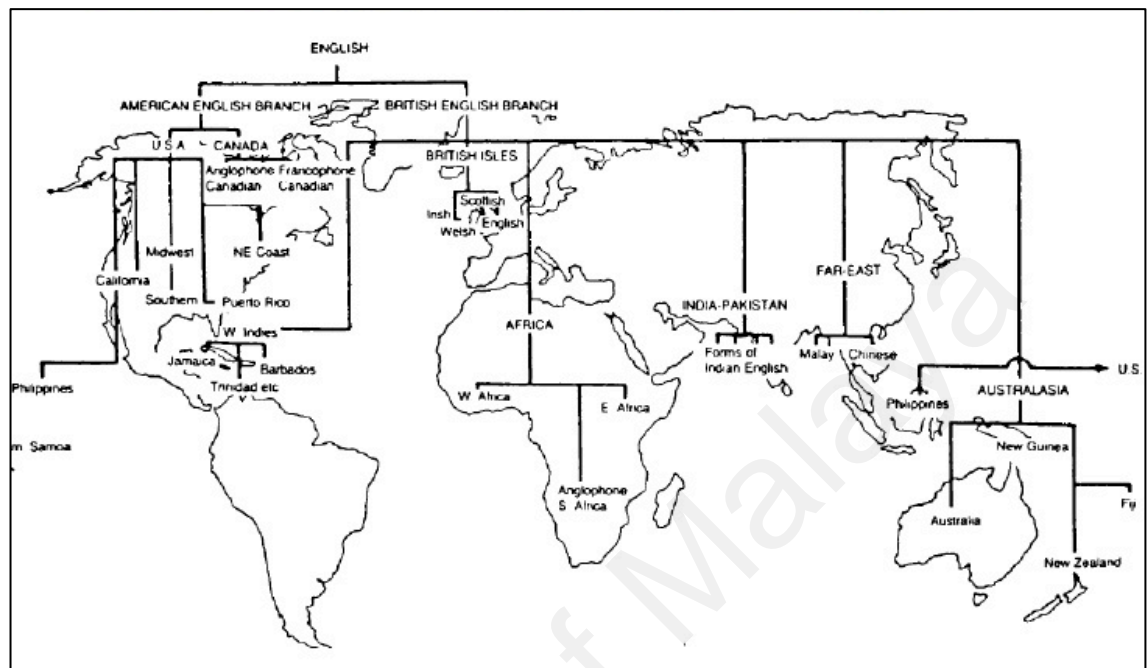 ENGLISH
AMERICAN ENGLISH BRANCH
BRITISH ENGLISH BRANCH
U S A
CANADA
BRITISH ISLES
Anglophone
Canadian
Francophone
Canadian
Scottish
Irish
Welsh
English
Midwest
NE Coast
California
Southern
Puerto Rico
FAR-EAST
INDIA-PAKISTAN
AFRICA
W Indies
Forms of
Indian English
Malay
Chinese
Jamaica
Barbados
Trinidad etc
Philippines
U.S.
W Africa
E Africa
Philippines
AUSTRALASIA
m Samoa
New Guinea
Anglophone
S Africa
Australia
Fiji
New Zealand
of Malaya